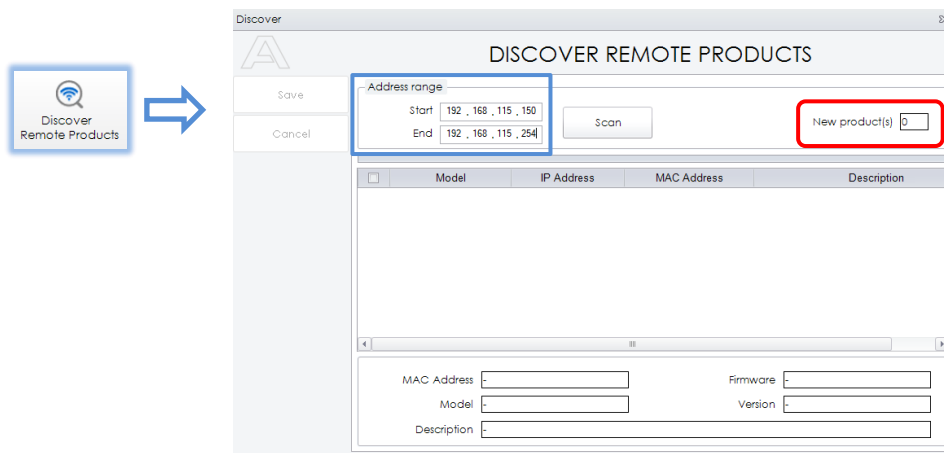 Discover
Remote Products
Discover
DISCOVER REMOTE PRODUCTS
Save
Cancel
Address range
Start 192 . 168 . 115 . 150
End 192 . 168 . 115 . 254
Scan
New product(s) 0
Model IP Address MAC Address Description
MAC Address - Firmware -
Model - Version -
Description -